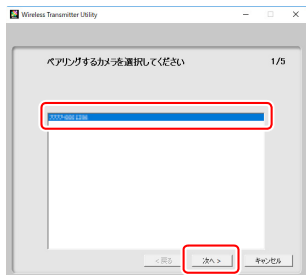 Wireless Transmitter Utility
ペアリングするカメラを選択してください
1/5
< 戻る
次へ >
キャンセル